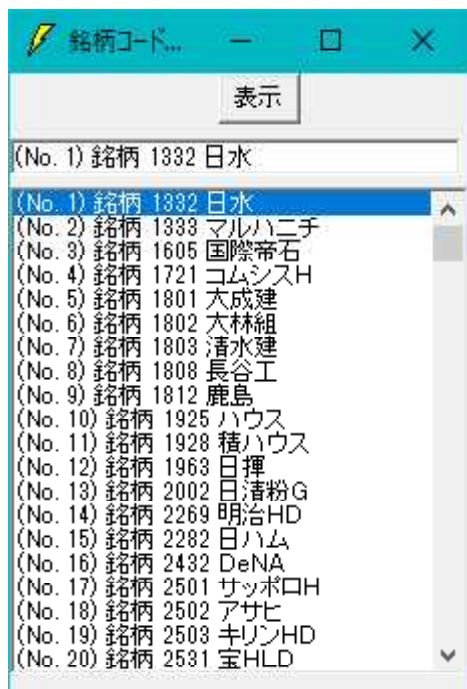 銘柄コード...
表示
(No. 1) 銘柄 1332 日水
(No. 1) 銘柄 1332 日水
(No. 2) 銘柄 1333 マルハニチ
(No. 3) 銘柄 1605 国際帝石
(No. 4) 銘柄 1721 コムシスH
(No. 5) 銘柄 1801 大成建
(No. 6) 銘柄 1802 大林組
(No. 7) 銘柄 1803 清水建
(No. 8) 銘柄 1808 長谷工
(No. 9) 銘柄 1812 鹿島
(No. 10) 銘柄 1925 ハウス
(No. 11) 銘柄 1928 積ハウス
(No. 12) 銘柄 1963 日揮
(No. 13) 銘柄 2002 日清粉G
(No. 14) 銘柄 2269 明治HD
(No. 15) 銘柄 2282 日ハム
(No. 16) 銘柄 2432 DeNA
(No. 17) 銘柄 2501 サッポロH
(No. 18) 銘柄 2502 アサヒ
(No. 19) 銘柄 2503 キリンHD
(No. 20) 銘柄 2531 宝HLD